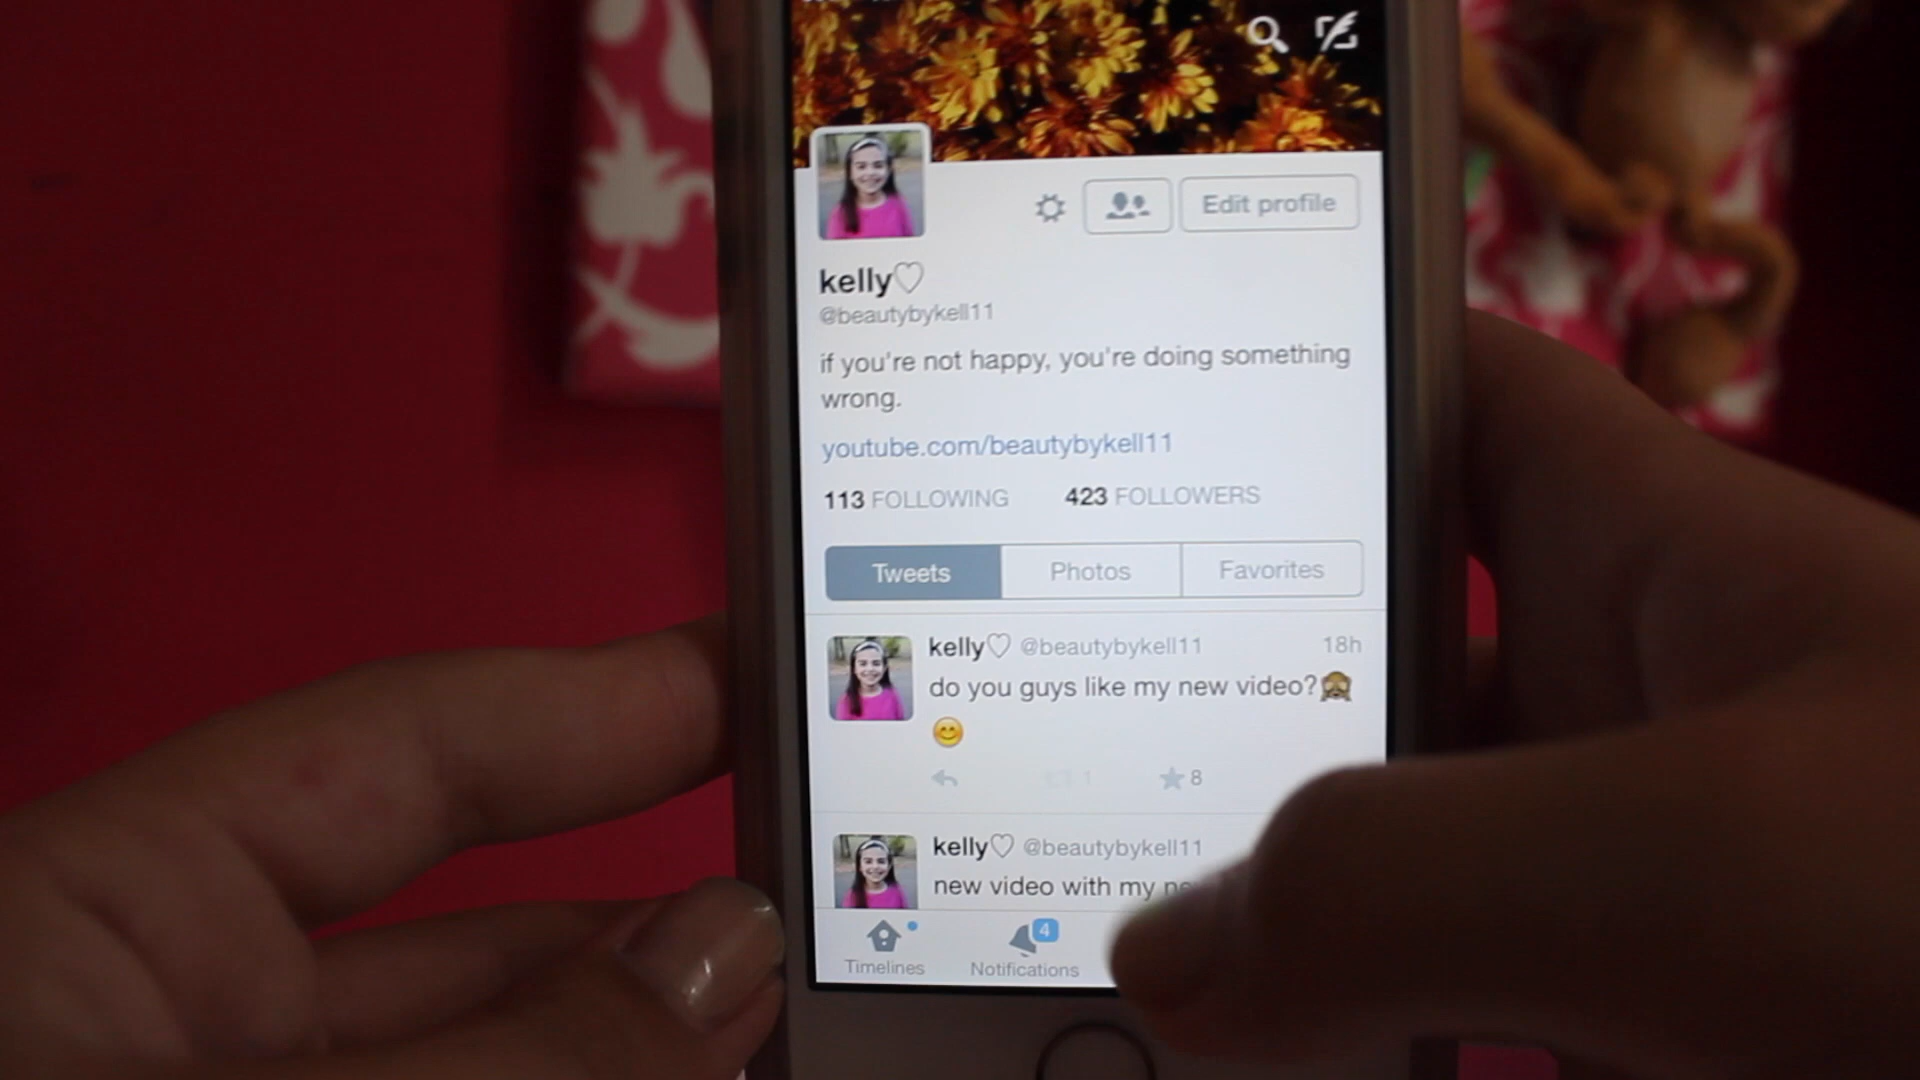 Edit profile
kelly♡
@beautybykell11
if you're not happy, you're doing something
wrong.
youtube.com/beautybykell11
113 FOLLOWING 423 FOLLOWERS
Tweets Photos Favorites
kelly♡ @beautybykell11 18h
do you guys like my new video?🙈
😊
1 8
kelly♡ @beautybykell11
new video with my
4
Timelines Notifications